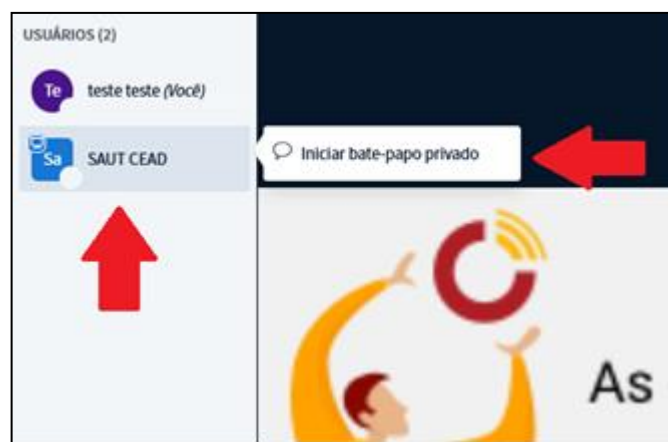 USUÁRIOS (2)
Te teste teste (Você)
Sa SAUT CEAD
Iniciar bate-papo privado
As